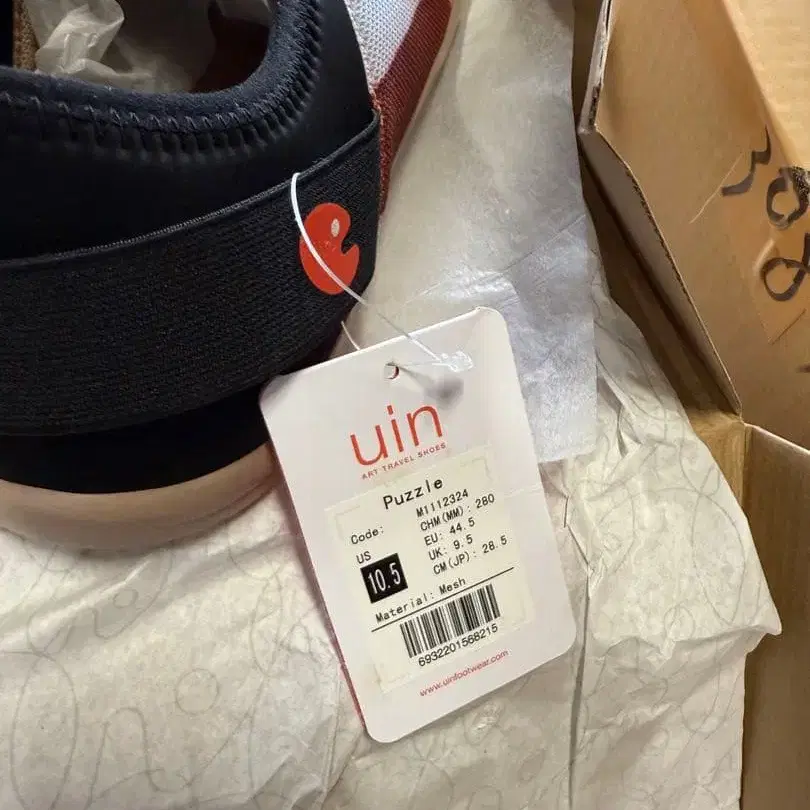 uin
ART TRAVEL SHOES
Puzzle
Code: M1112324
US CHM(MM): 280
10.5 EU: 44.5
UK: 9.5
CM(JP): 28.5
Material: Mesh
6932201568215
www.uinfootwear.com